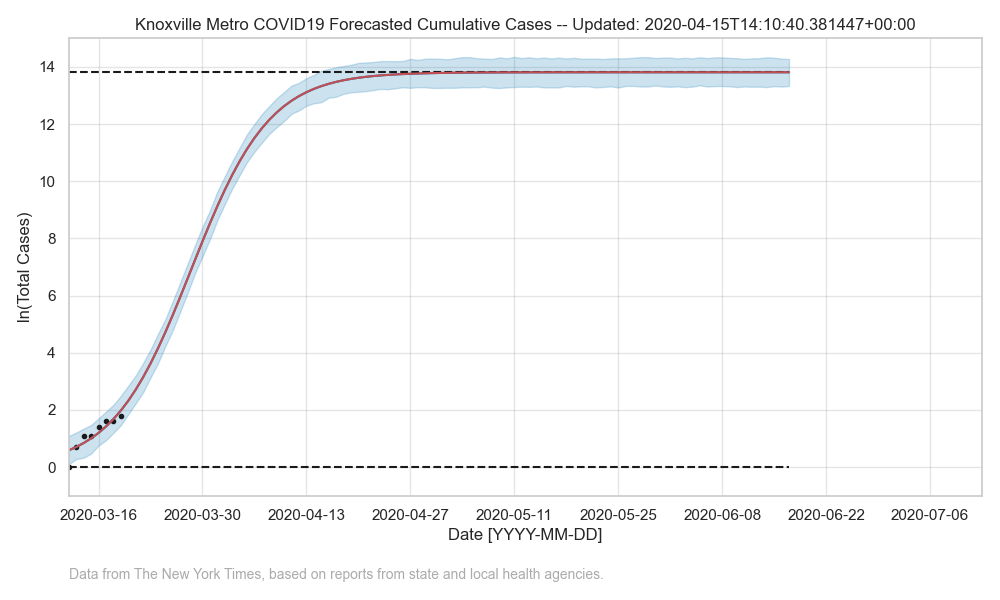 Knoxville Metro COVID19 Forecasted Cumulative Cases -- Updated: 2020-04-15T14:10:40.381447+00:00
14
12
10
8
6
4
2
0
ln(Total Cases)
2020-03-16 2020-03-30 2020-04-13 2020-04-27 2020-05-11 2020-05-25 2020-06-08 2020-06-22 2020-07-06
Date [YYYY-MM-DD]
Data from The New York Times, based on reports from state and local health agencies.